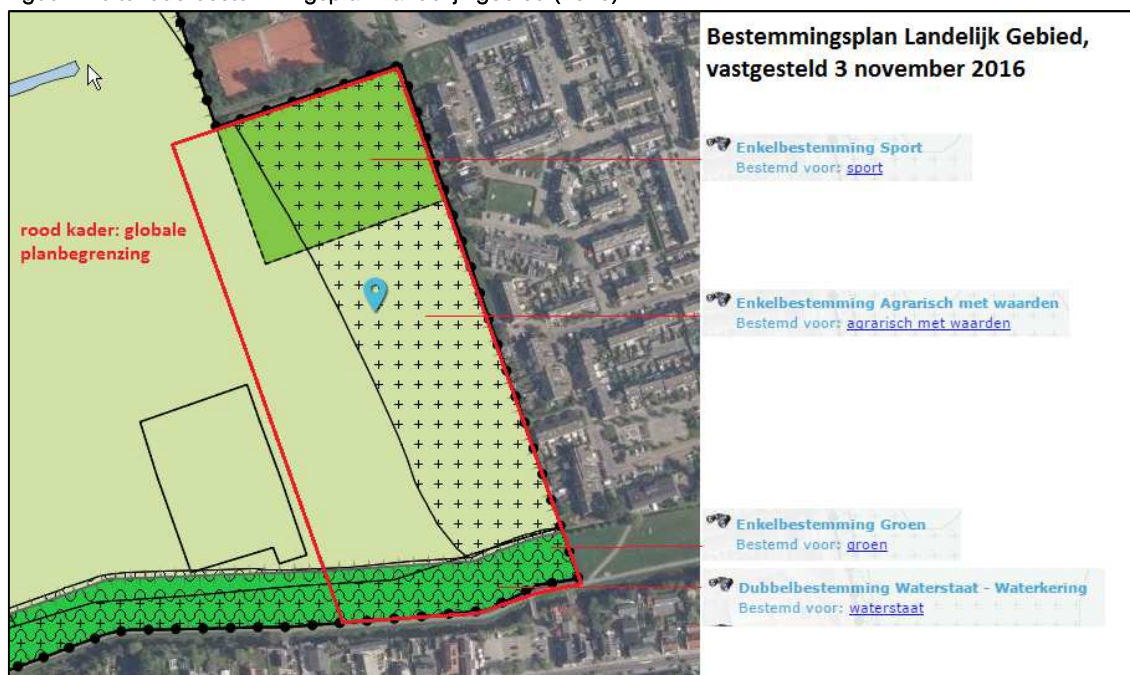 Bestemmingsplan Landelijk Gebied,
vastgesteld 3 november 2016
Enkelbestemming Sport
Bestemd voor: sport
rood kader: globale
planbegrenzing
Enkelbestemming Agrarisch met waarden
Bestemd voor: agrarisch met waarden
Enkelbestemming Groen
Bestemd voor: groen
Dubbelbestemming Waterstaat - Waterkering
Bestemd voor: waterstaat